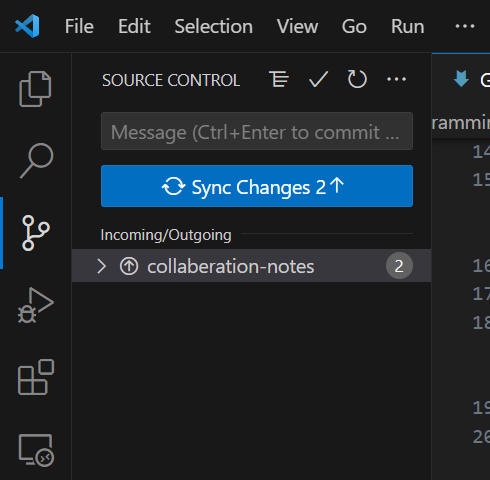 File Edit Selection View Go Run ···
SOURCE CONTROL ···
G
Message (Ctrl+Enter to commit ...
rammin
14
15
Sync Changes 2↑
Incoming/Outgoing
collaberation-notes 2
16
17
18
19
20